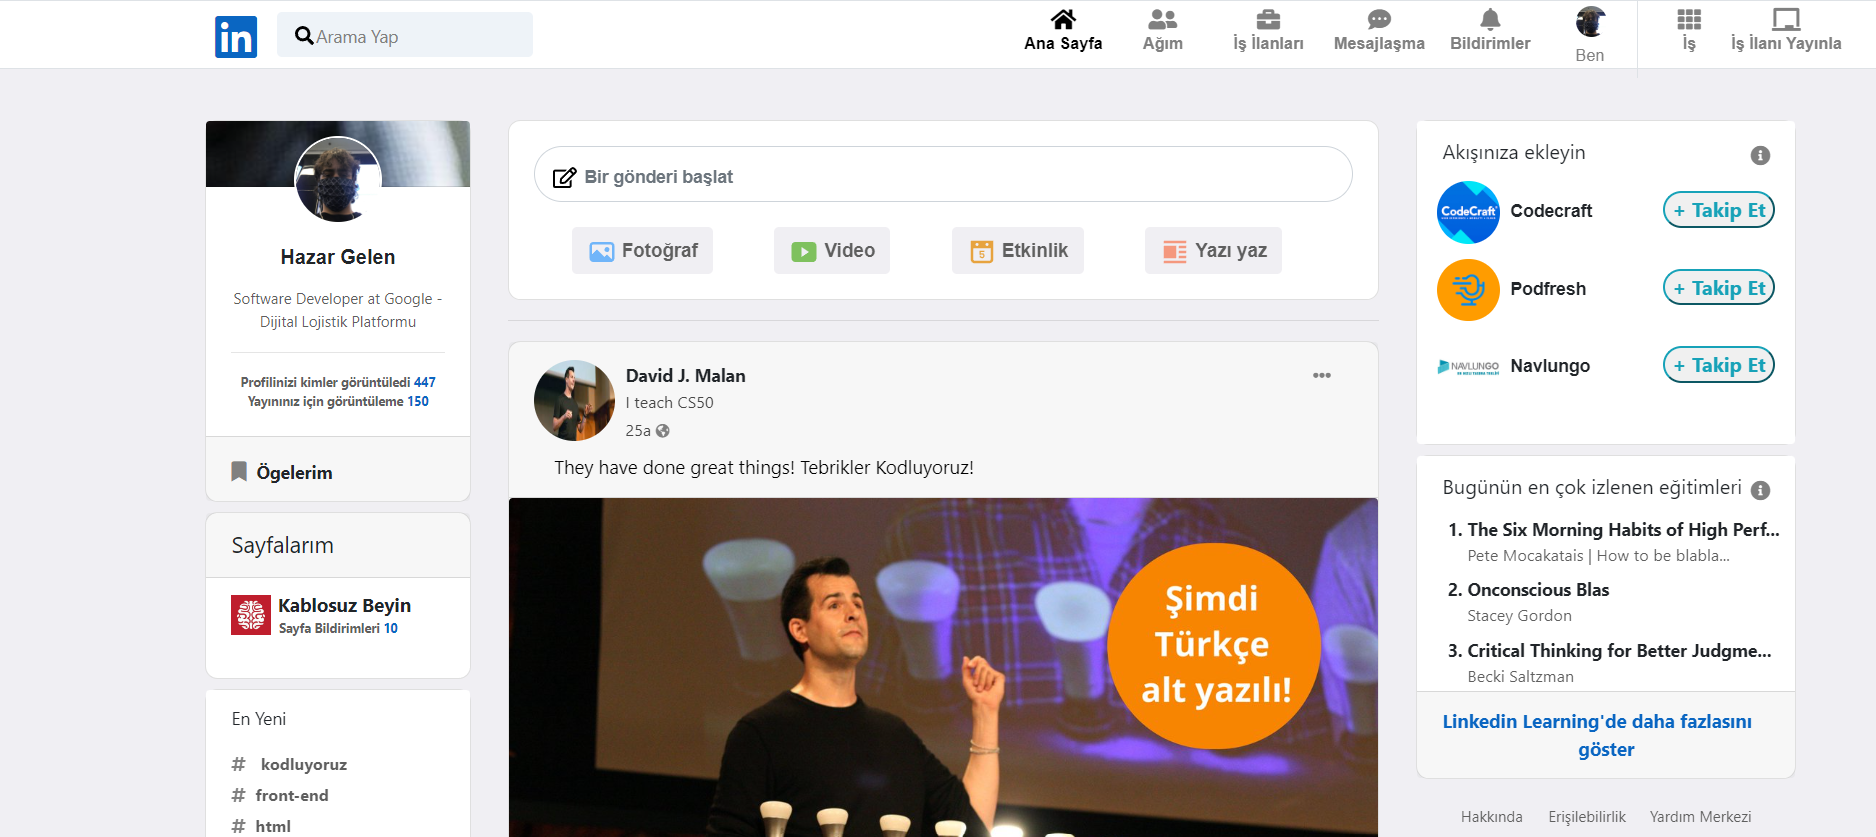 in
Arama Yap
Ana Sayfa
Ağım
İş İlanları
Mesajlaşma
Bildirimler
Ben
İş
İş İlanı Yayınla
Hazar Gelen
Software Developer at Google -
Dijital Lojistik Platformu
Profilinizi kimler görüntüledi 447
Yayınınız için görüntüleme 150
Ögelerim
Sayfalarım
Kablosuz Beyin
Sayfa Bildirimleri 10
En Yeni
# kodluyoruz
# front-end
# html
Bir gönderi başlat
Fotoğraf
Video
5
Etkinlik
Yazı yaz
David J. Malan
I teach CS50
25a
They have done great things! Tebrikler Kodluyoruz!
Şimdi
Türkçe
alt yazılı!
Akışınıza ekleyin
CodeCraft
Codecraft
+ Takip Et
Podfresh
+ Takip Et
NAVLUNGO
Navlungo
+ Takip Et
Bugünün en çok izlenen eğitimleri
1. The Six Morning Habits of High Perf...
Pete Mocakatais | How to be blabla...
2. Onconscious Blas
Stacey Gordon
3. Critical Thinking for Better Judgme...
Becki Saltzman
Linkedin Learning'de daha fazlasını
göster
Hakkında
Erişilebilirlik
Yardım Merkezi